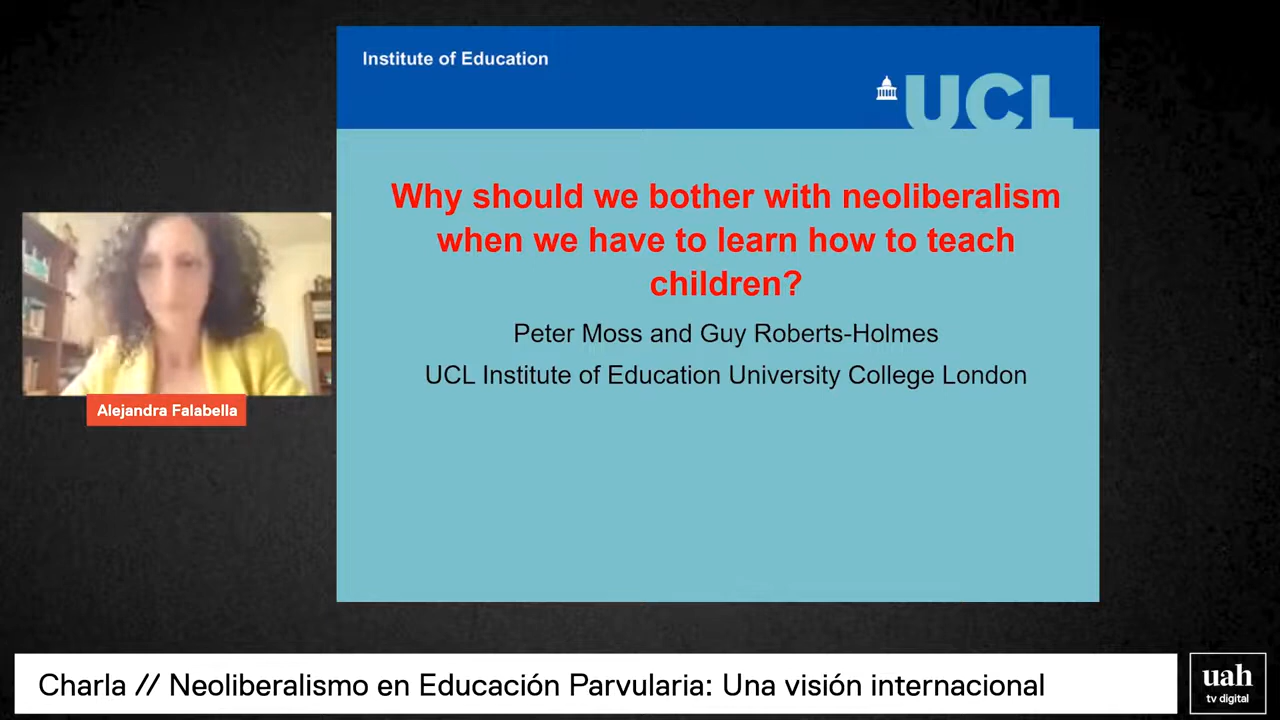 Institute of Education
UCL
Why should we bother with neoliberalism
when we have to learn how to teach
children?
Peter Moss and Guy Roberts-Holmes
UCL Institute of Education University College London
Alejandra Falabella
Charla // Neoliberalismo en Educación Parvularia: Una visión internacional
uah
tv digital